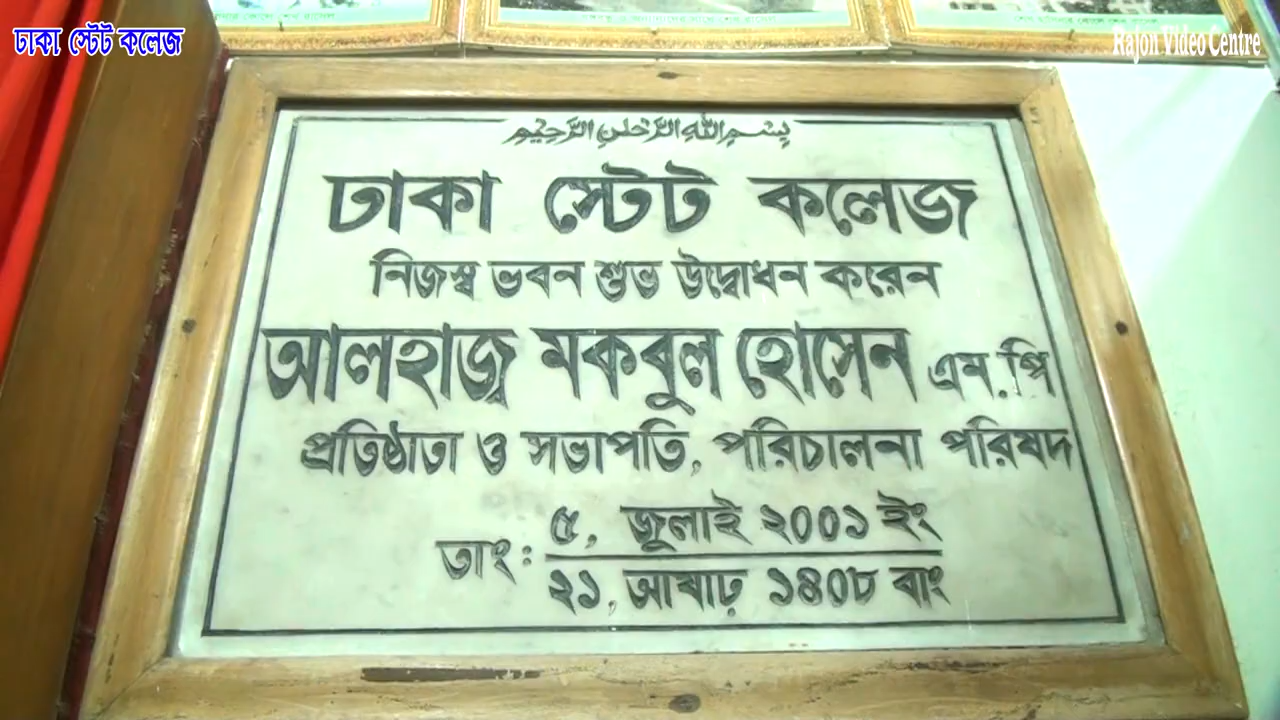 ঢাকা স্টেট কলেজ
Rajon Video Centre
بسم الله الرحمن الرحيم
ঢাকা স্টেট কলেজ
নিজস্ব ভবন শুভ উদ্বোধন করেন
আলহাজ্ব মকবুল হোসেন এম.পি
প্রতিষ্ঠাতা ও সভাপতি, পরিচালনা পরিষদ
তাং: ৫, জুলাই ২০০১ ইং
২১, আষাঢ় ১৪০৮ বাং